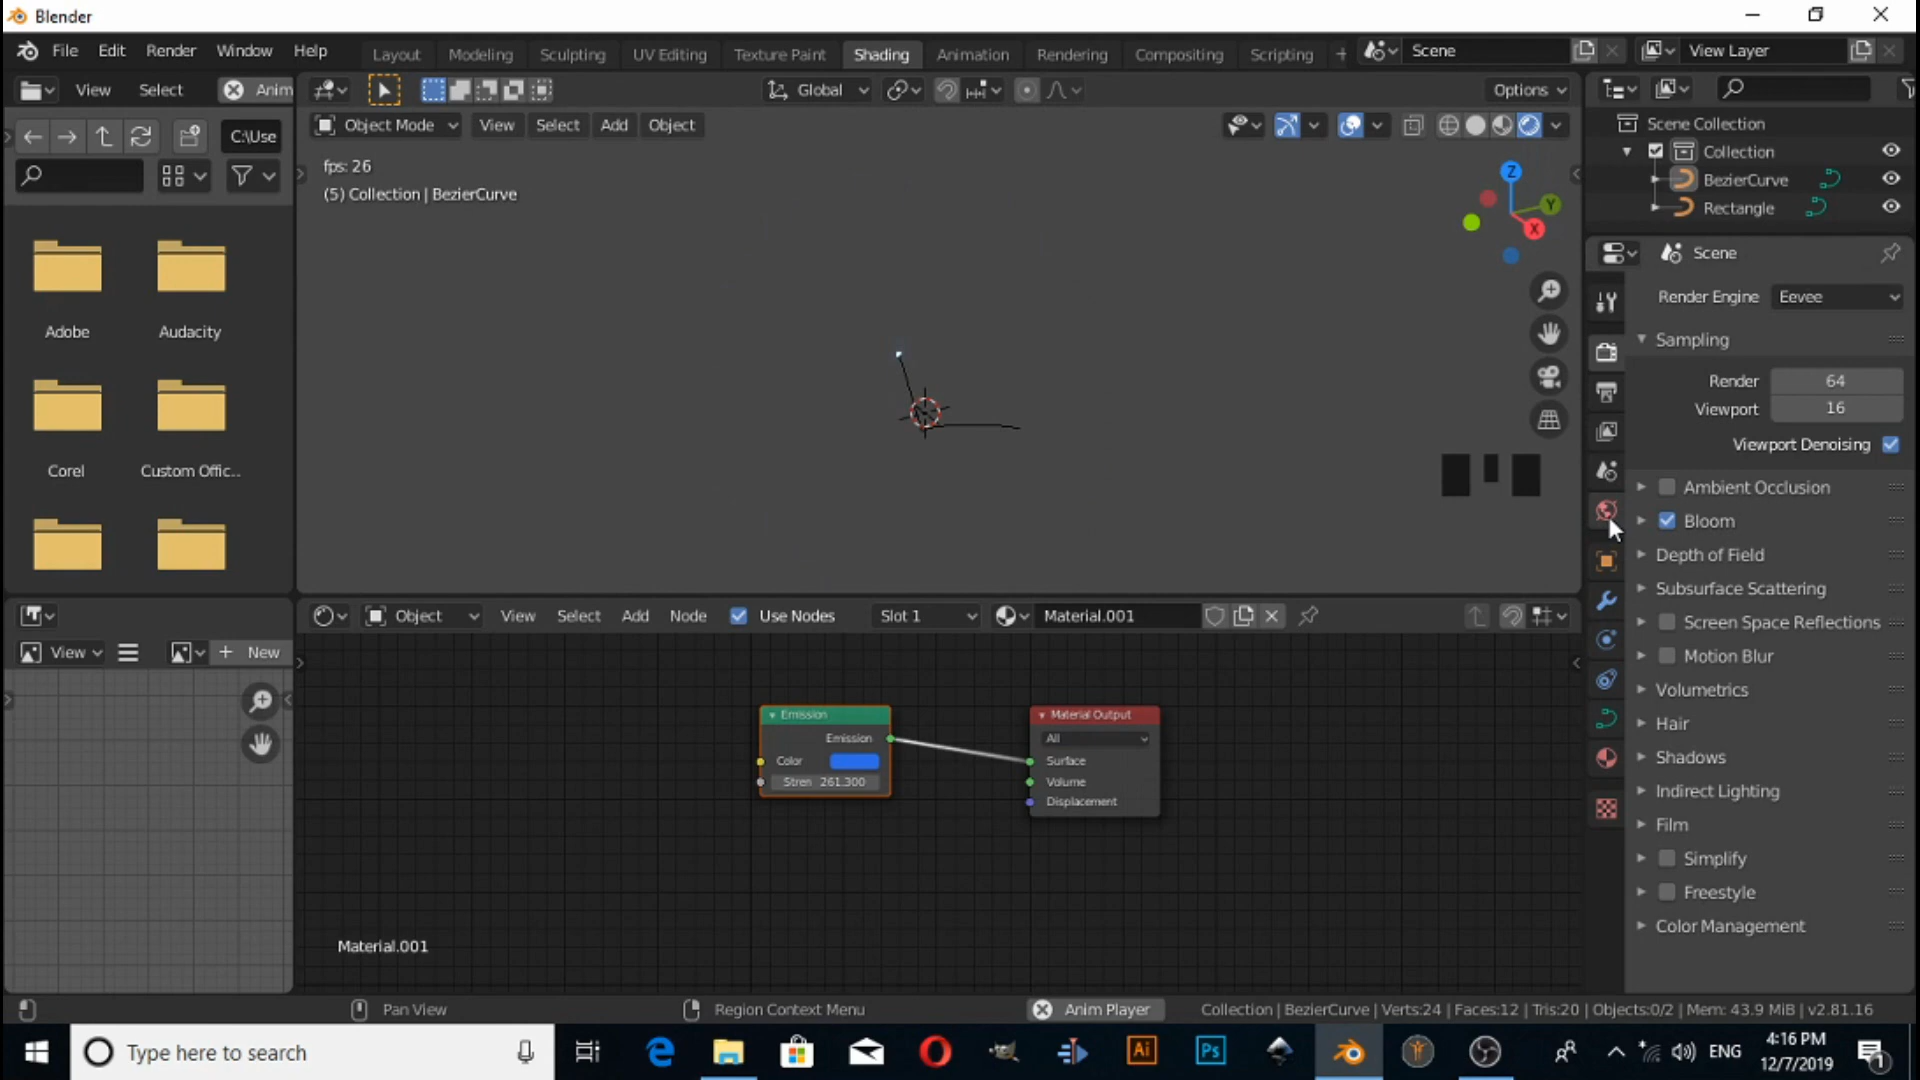 Blender
File Edit Render Window Help
Layout Modeling Sculpting UV Editing Texture Paint Shading Animation Rendering Compositing Scripting +
Scene
View Layer
View Select Anim
Global
Options
C:\Use
Object Mode View Select Add Object
fps: 26
(5) Collection | BezierCurve
Z
Y
X
Adobe
Audacity
Corel
Custom Offic..
Scene Collection
Collection
BezierCurve
Rectangle
Scene
Render Engine Eevee
Sampling
Render 64
Viewport 16
Viewport Denoising
Ambient Occlusion
Bloom
Depth of Field
Subsurface Scattering
Screen Space Reflections
Motion Blur
Volumetrics
Hair
Shadows
Indirect Lighting
Film
Simplify
Freestyle
Color Management
View
+ New
Object View Select Add Node Use Nodes Slot 1 Material.001
Emission
Emission
Color
Stren 261.300
Material Output
All
Surface
Volume
Displacement
Material.001
Pan View
Region Context Menu
Anim Player
Collection | BezierCurve | Verts:24 | Faces:12 | Tris:20 | Objects:0/2 | Mem: 43.9 MiB | v2.81.16
Type here to search
Ai
Ps
ENG
4:16 PM
12/7/2019
1